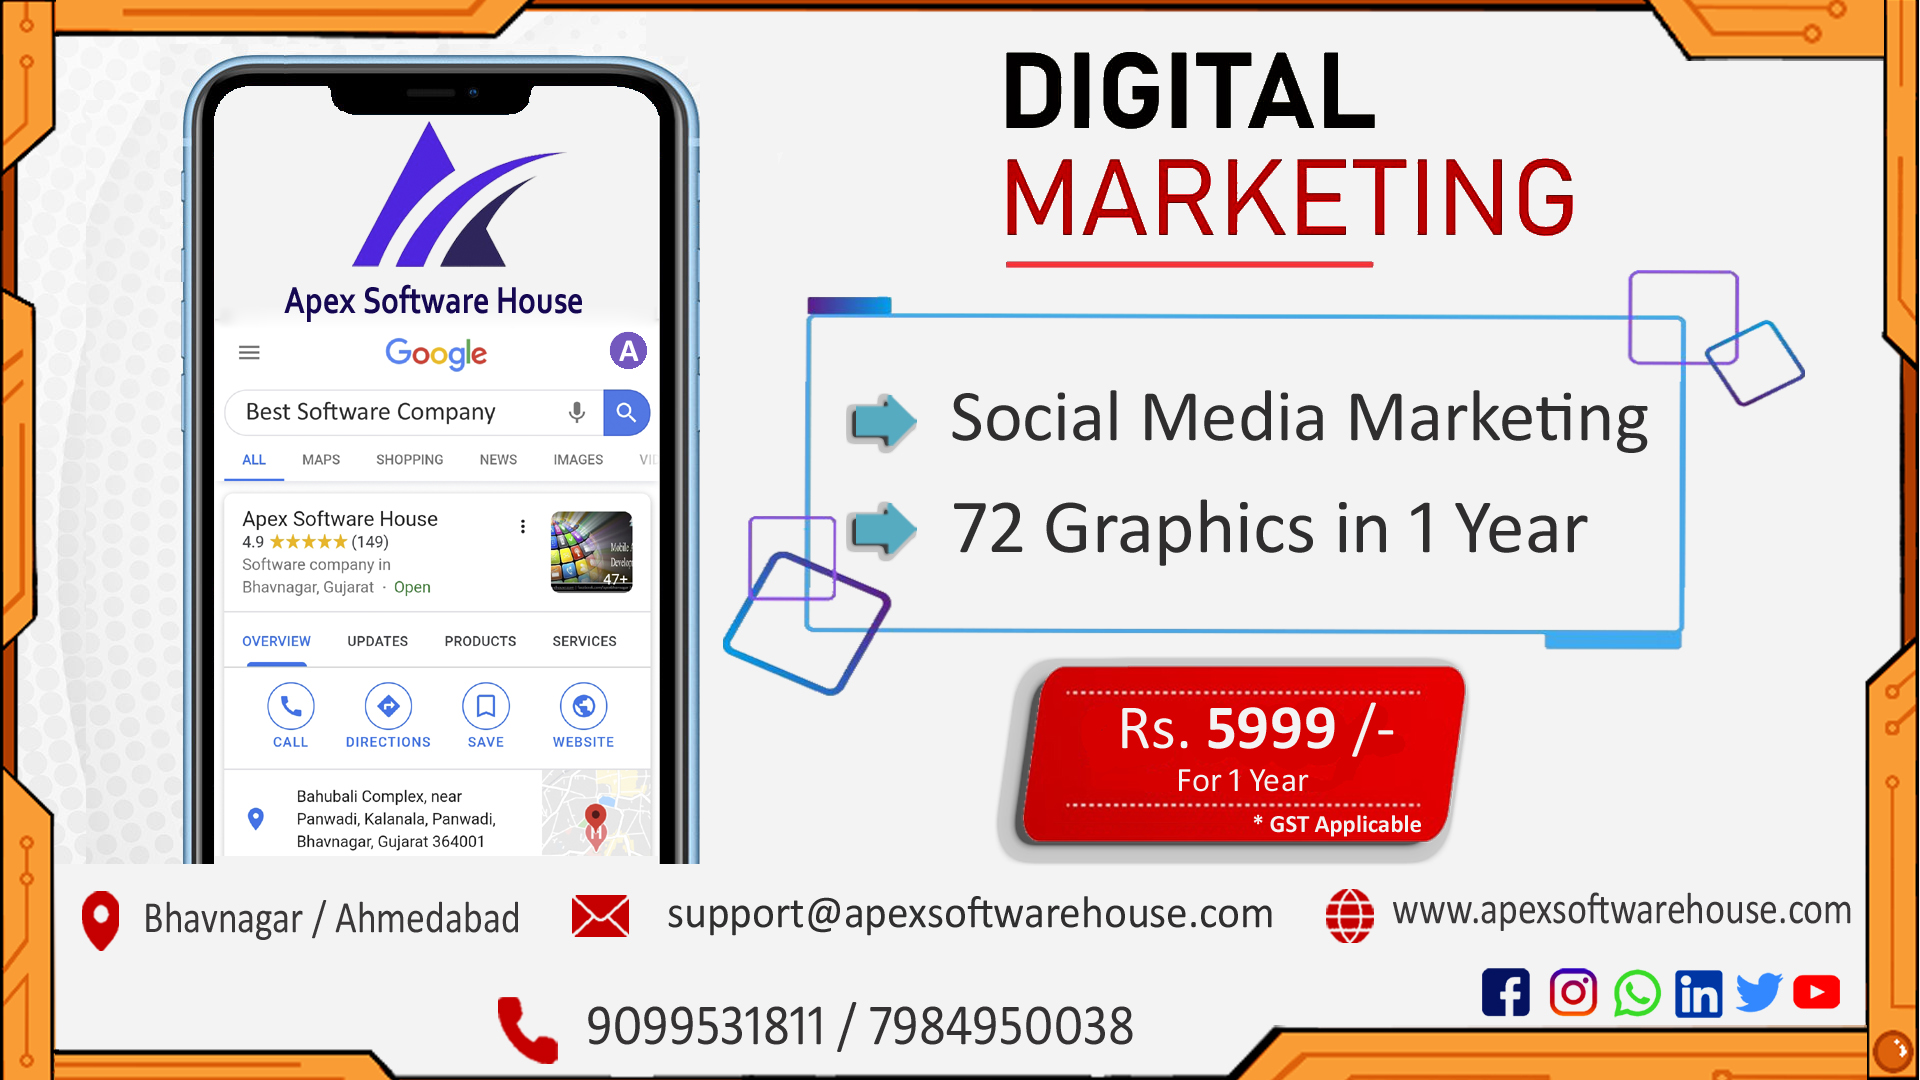 Apex Software House
Google
A
Best Software Company
ALL MAPS SHOPPING NEWS IMAGES
Apex Software House
4.9 ★★★★★ (149)
Software company in
Bhavnagar, Gujarat · Open
Mobile
47+
OVERVIEW UPDATES PRODUCTS SERVICES
CALL DIRECTIONS SAVE WEBSITE
Bahubali Complex, near
Panwadi, Kalanala, Panwadi,
Bhavnagar, Gujarat 364001
M
DIGITAL
MARKETING
Social Media Marketing
72 Graphics in 1 Year
Rs. 5999 /-
For 1 Year
* GST Applicable
Bhavnagar / Ahmedabad
support@apexsoftwarehouse.com
www.apexsoftwarehouse.com
9099531811 / 7984950038